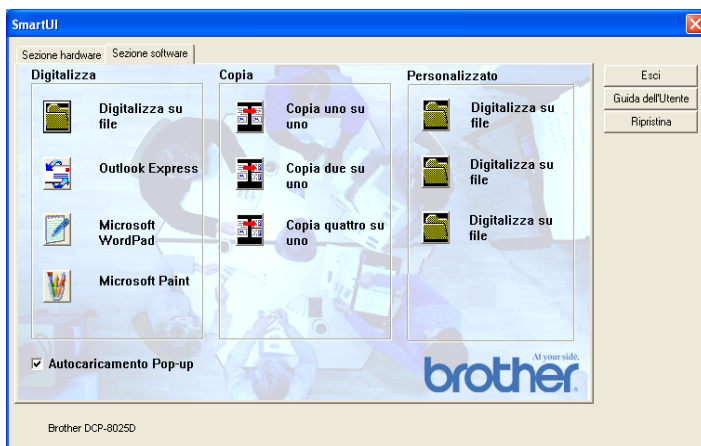 SmartUI
Sezione hardware
Sezione software
Digitalizza
Digitalizza su
file
Outlook Express
Microsoft
WordPad
Microsoft Paint
Copia
Copia uno su
uno
Copia due su
uno
Copia quattro su
uno
Personalizzato
Digitalizza su
file
Digitalizza su
file
Digitalizza su
file
Esci
Guida dell'Utente
Ripristina
Autocaricamento Pop-up
At your side.
brother
Brother DCP-8025D